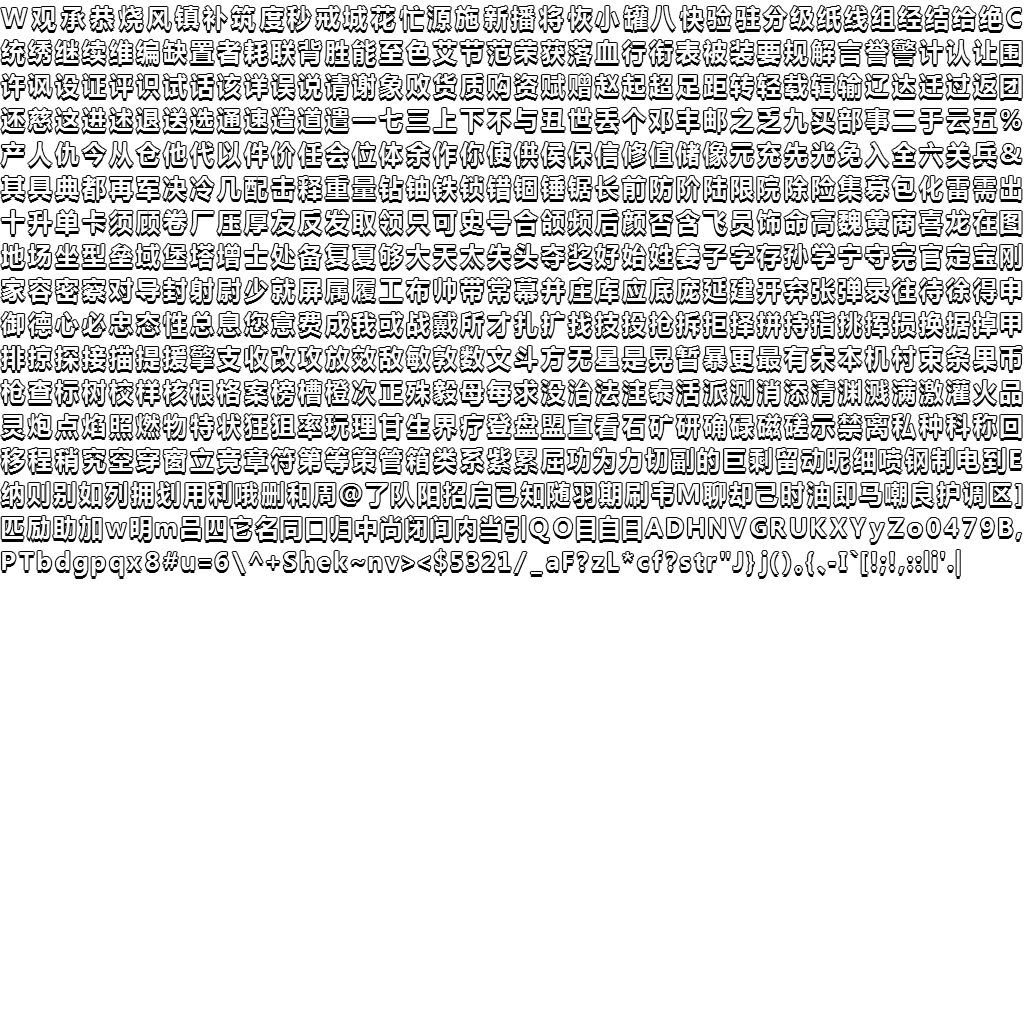 W观承恭烧风镇补筑度秒戒城花忙源施新播将恢小罐八快验驻分级纸线组经结给绝C
统绣继续维编缺置者耗联背胜能至色艾节范荣获落血行衔表被装要规解言誉警计认让围
许讽设证评识试话该详误说请谢象败货质购资赋赠赵起超足距转轻载辑输辽达迁过返团
还慈这进述退送选通速造道遣一七三上下不与丑世丢个邓丰邮之乏九买部事二于云五%
产人仇今从仓他代以件价任会位体余作你使供侯保信修值储像元充先光免入全六关兵&
其具典都再军决冷几配击释重量钻铀铁锁错锢锤锯长前防阶陆限院除险集募包化雷需出
十升单卡须顾卷厂压厚友反发取领只可史号合颌频后颜否含飞员饰命高魏黄商喜龙在图
地场坐型垒域堡塔增士处备复夏够大天太失头夺奖好始姓姜子字存孙学宁守完官定宝刚
家容密察对导封射尉少就屏属履工布帅带常幕并庄库应底庞延建开弃张弹录往待徐得申
御德心必忠态性总息您意费成我或战戴所才扎扩找技投抢拆拒择拼持指挑挥损换据掉甲
排掠探接描提援擎支收改攻放效敌敏敦数文斗方无星是晃暂暴更最有未本机村束条果币
枪查标树校样核根格案榜槽橙次正殊毅母每求没治法注泰活派测消添清渊溅满激灌火品
灵炮点焰照燃物特状狂狙率玩理甘生界疗登盘盟直看石矿研确碌磁磋示禁离私种科称回
移程稍究空穿窗立竞章符第等策管箱类系紫累屈功为力切副的巨剩留动昵细喷钢制电到E
纳则别如列拥划用利哦删和周@了队阳招启已知随羽期刷韦M聊却己时油即马嘲良护调区]
匹励助加w明m吕四它名同口归中尚闭间内当引QO目自日ADHNVGRUKXYyZo0479B,
PTbdgpqx8#u=6\^+Shek~nv><$5321/_aF?zL*cf?str"J}j()。{、-I`[!;!,::li'.|